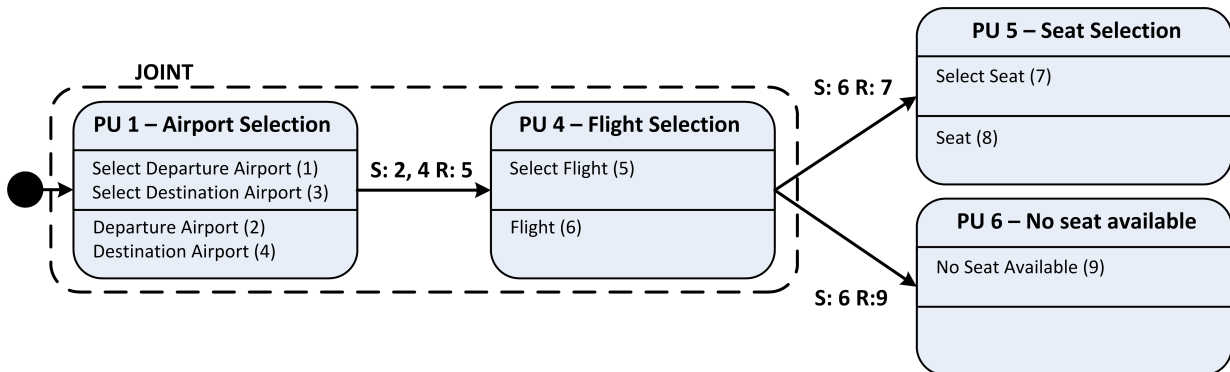 JOINT
PU 1 – Airport Selection
Select Departure Airport (1)
Select Destination Airport (3)
Departure Airport (2)
Destination Airport (4)
S: 2, 4 R: 5
PU 4 – Flight Selection
Select Flight (5)
Flight (6)
S: 6 R: 7
PU 5 – Seat Selection
Select Seat (7)
Seat (8)
S: 6 R:9
PU 6 – No seat available
No Seat Available (9)